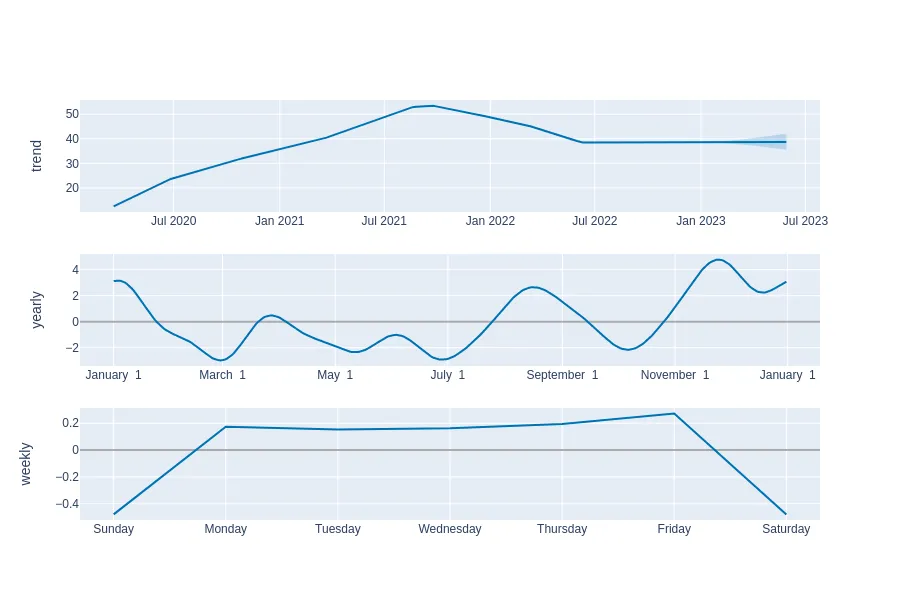 trend
50
40
30
20
Jul 2020 Jan 2021 Jul 2021 Jan 2022 Jul 2022 Jan 2023 Jul 2023
yearly
4
2
0
−2
January 1 March 1 May 1 July 1 September 1 November 1 January 1
weekly
0.2
0
−0.2
−0.4
Sunday Monday Tuesday Wednesday Thursday Friday Saturday